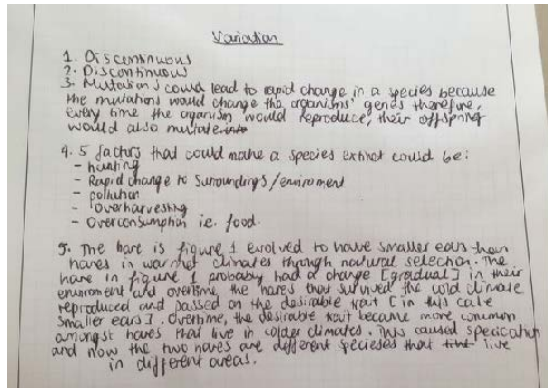 Variation
1. Discontinuous
2. Discontinuous
3. Mutations could lead to rapid change in a species because
the mutations would change the organisms' genes therefore,
every time the organism would reproduce, their offspring
would also mutate
4. 5 factors that could make a species extinct could be:
- hunting
- Rapid change to surroundings/enviroment
- pollution
- Overharvesting
- Overconsumption i.e. food.
5. The hare is figure 1 evolved to have smaller ears than
hares in warmer climates through natural selection. The
hare in figure 1 probably had a change [gradual] in their
enviroment and overtime, the hares that survived the cold climate
reproduced and passed on the desirable trait [in this case
smaller ears]. Overtime, the desirable trait became more common
amongst hares that live in colder climates. This caused speciation
and now the two hares are different specieses that live
in different areas.